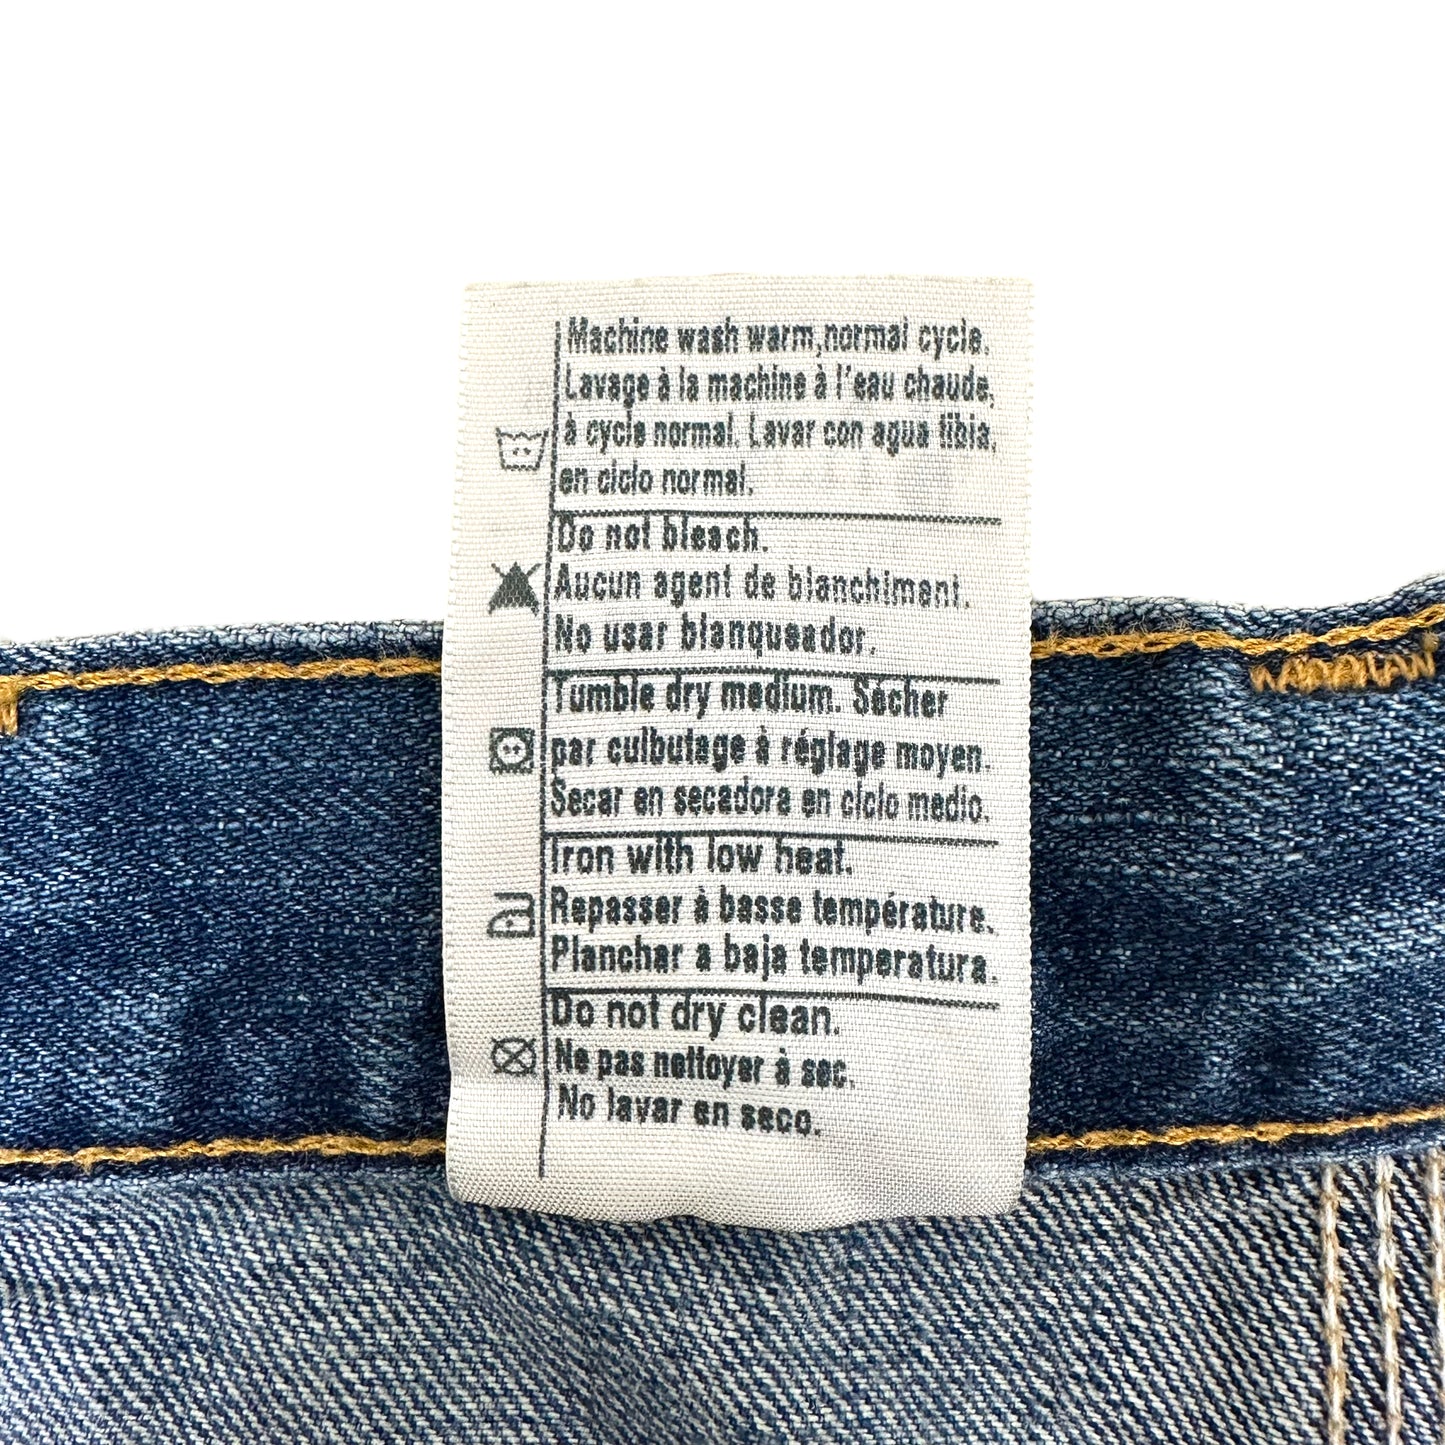 Machine wash warm,normal cycle.
Lavage à la machine à l'eau chaude,
à cycle normal. Lavar con agua tibia,
en ciclo normal.
Do not bleach.
Aucun agent de blanchiment.
No usar blanqueador.
Tumble dry medium. Sécher
par culbutage à réglage moyen.
Secar en secadora en ciclo medio.
Iron with low heat.
Repasser à basse température.
Planchar a baja temperatura.
Do not dry clean.
Ne pas nettoyer à sec.
No lavar en seco.